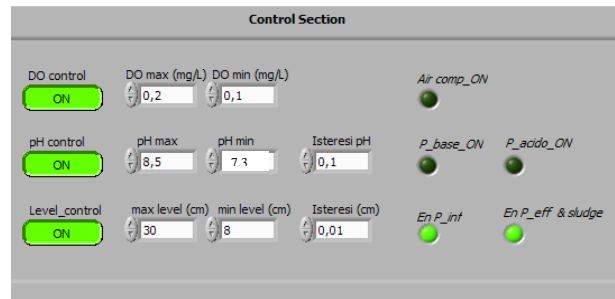 Control Section
DO control DO max (mg/L) DO min (mg/L) Air comp_ON
ON 0,2 0,1
pH control pH max pH min Isteresi pH P_base_ON P_acido_ON
ON 8,5 7.3 0,1
Level_control max level (cm) min level (cm) Isteresi (cm) En P_inf En P_eff & sludge
ON 30 8 0,01